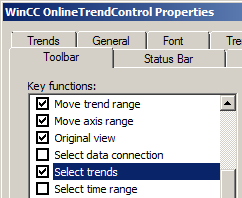 WinCC OnlineTrendControl Properties
Trends General Font
Toolbar Status Bar
Key functions:
Move trend range
Move axis range
Original view
Select data connection
Select trends
Select time range